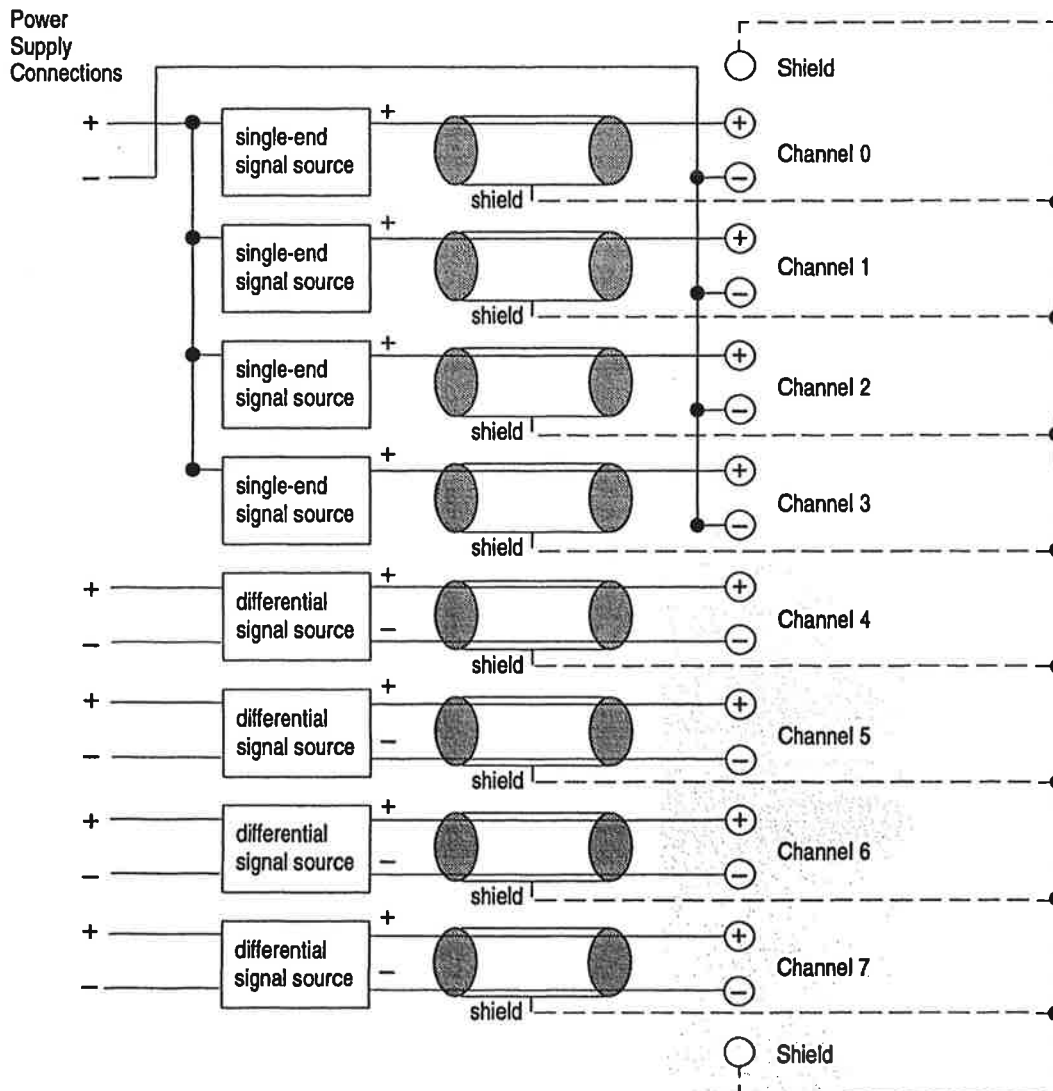 Power
Supply
Connections
Shield
+
−
single-end
signal source
+
shield
+
−
Channel 0
single-end
signal source
+
shield
+
−
Channel 1
single-end
signal source
+
shield
+
−
Channel 2
single-end
signal source
+
shield
+
−
Channel 3
+
−
differential
signal source
+
−
shield
+
−
Channel 4
+
−
differential
signal source
+
−
shield
+
−
Channel 5
+
−
differential
signal source
+
−
shield
+
−
Channel 6
+
−
differential
signal source
+
−
shield
+
−
Channel 7
Shield